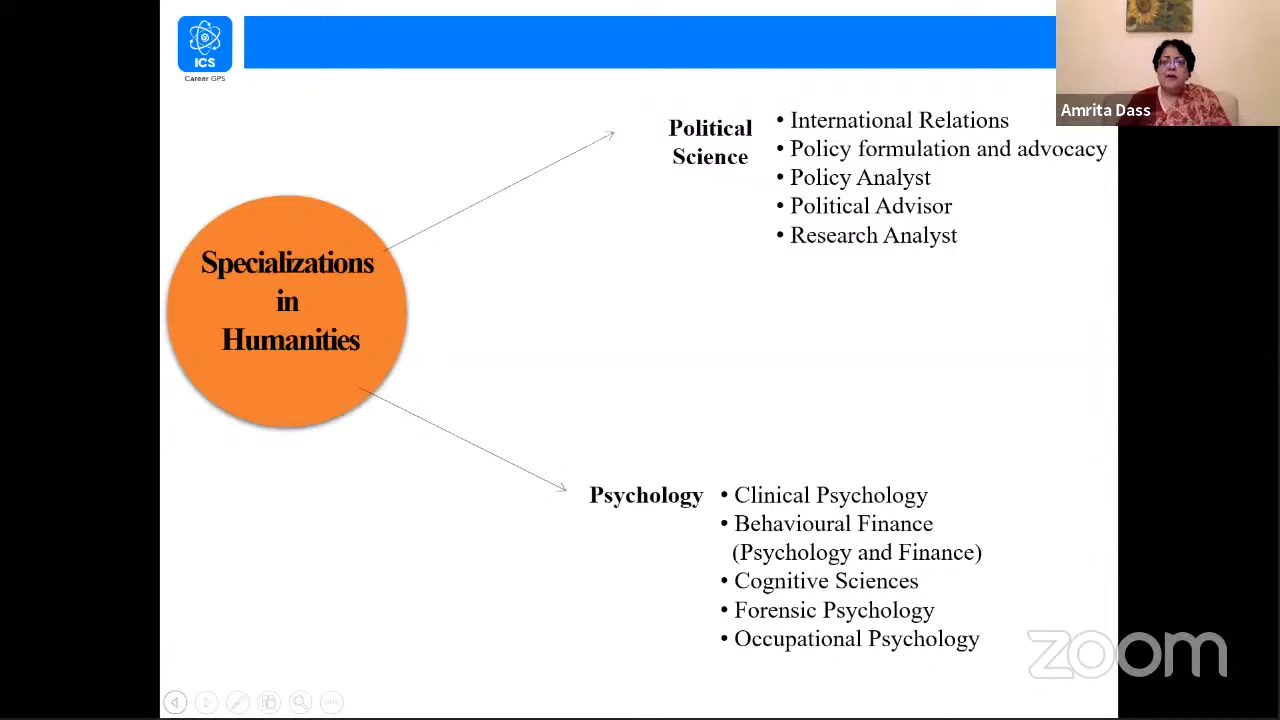 ICS
Career GPS
Amrita Dass
Specializations
in
Humanities
Political
Science
• International Relations
• Policy formulation and advocacy
• Policy Analyst
• Political Advisor
• Research Analyst
Psychology
• Clinical Psychology
• Behavioural Finance
(Psychology and Finance)
• Cognitive Sciences
• Forensic Psychology
• Occupational Psychology
zoom